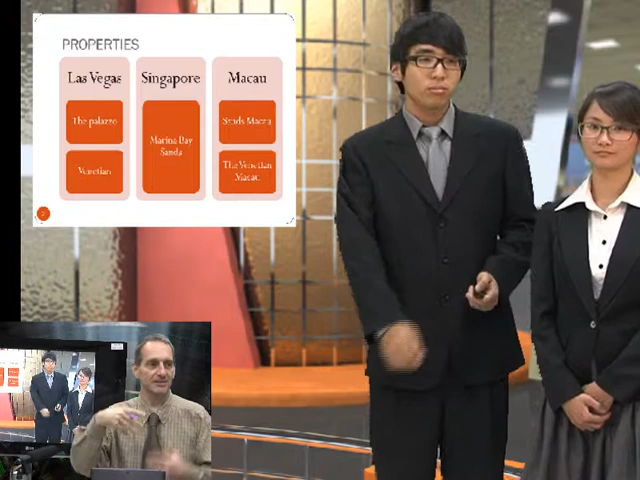 PROPERTIES
Las Vegas
Singapore
Macau
The palazzo
Venetian
Marina Bay
Sands
Sands Macau
The Venetian
Macau